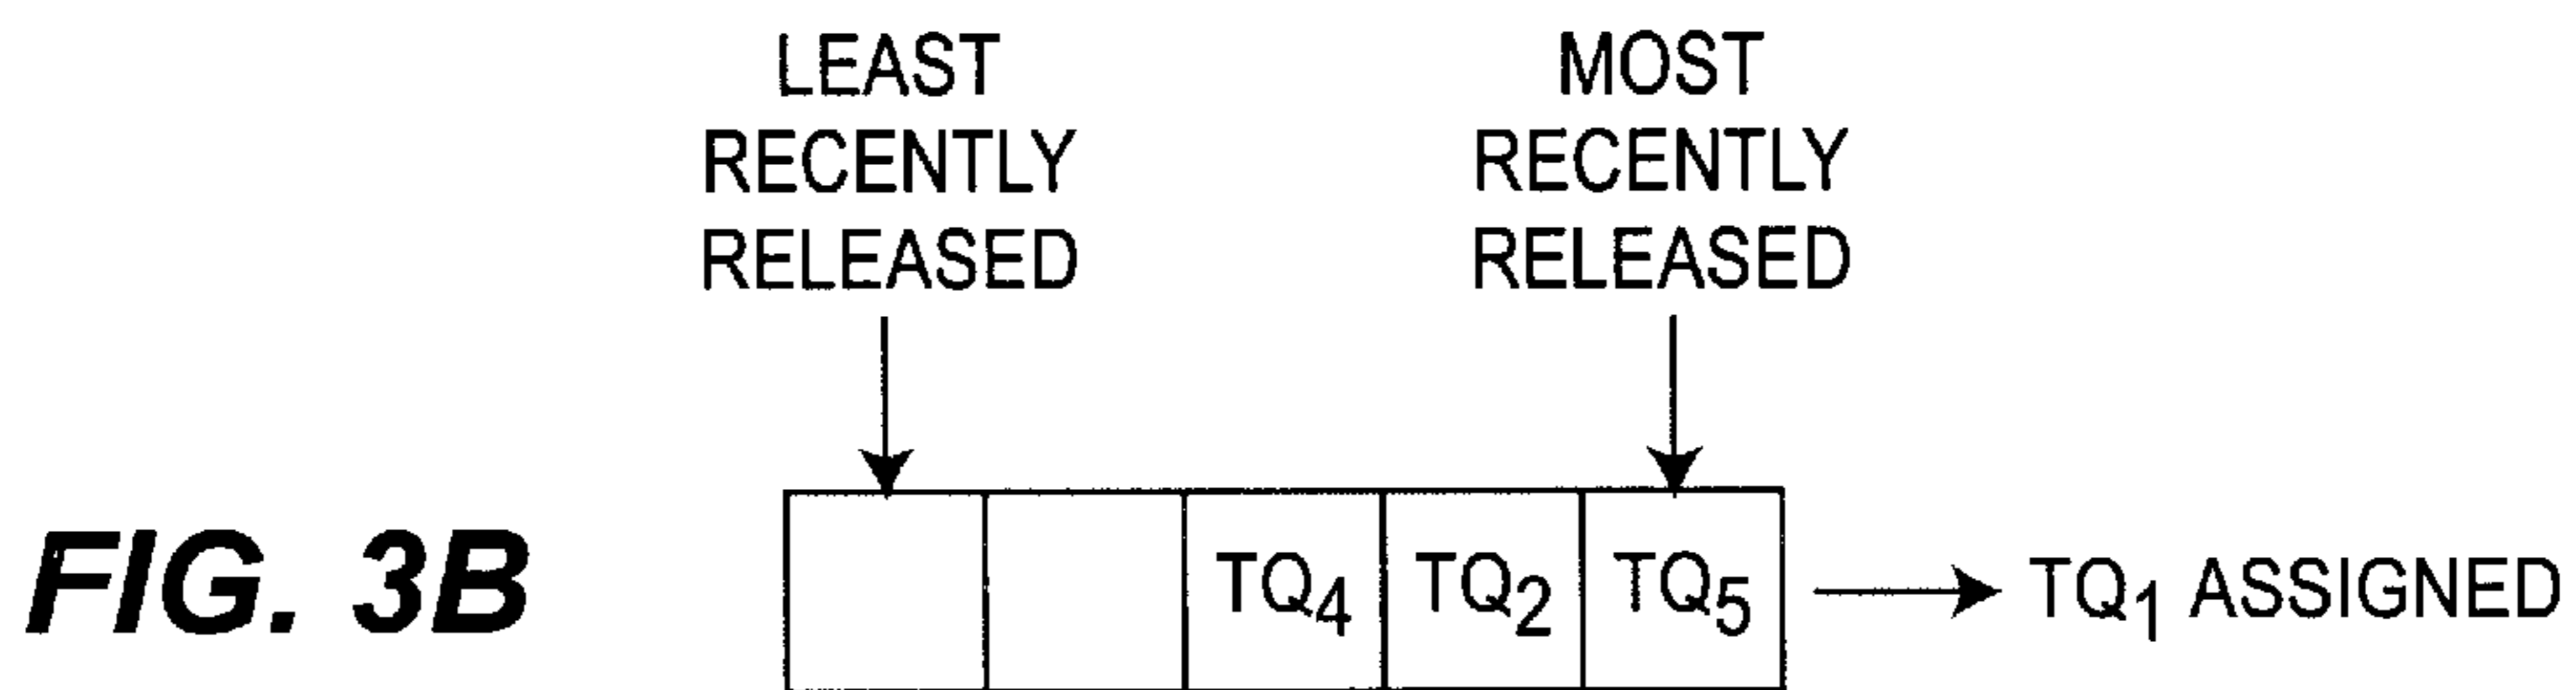 LEAST
RECENTLY
RELEASED
MOST
RECENTLY
RELEASED
FIG. 3B
TQ4 TQ2 TQ5 TQ1 ASSIGNED